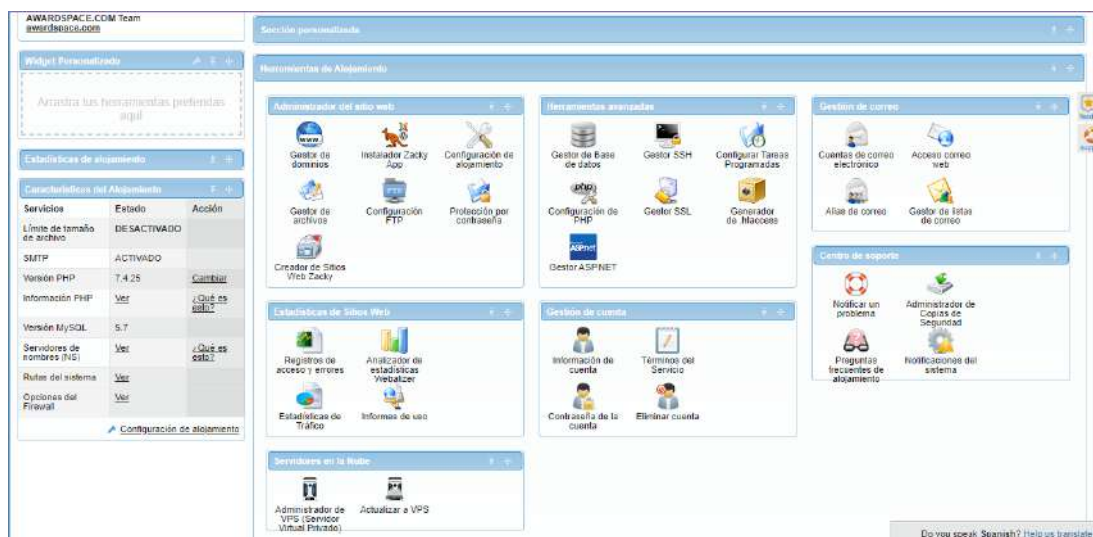 AWARDSPACE.COM Team
awardspace.com
Widget Personalizado
Arrastra tus herramientas preferidas
aquí
Estadísticas de alojamiento
Características del Alojamiento
Servicios Estado Acción
Límite de tamaño
de archivo
DESACTIVADO
SMTP ACTIVADO
Versión PHP 7.4.25 Cambiar
Información PHP Ver ¿Qué es
esto?
Versión MySQL 5.7
Servidores de
nombres (NS)
Ver ¿Qué es
esto?
Rutas del sistema Ver
Opciones del
Firewall
Ver
Configuración de alojamiento
Sección personalizada
Herramientas de Alojamiento
Administrador del sitio web
Gestor de
dominios
Instalador Zacky
App
Configuración de
alojamiento
Gestor de
archivos
Configuración
FTP
Protección por
contraseña
Creador de Sitios
Web Zacky
Herramientas avanzadas
Gestor de Base
de datos
Gestor SSH
Configurar Tareas
Programadas
Configuración de
PHP
Gestor SSL
Generador
de .htaccess
Gestor ASP.NET
Gestión de correo
Cuentas de correo
electrónico
Acceso correo
web
Alias de correo
Gestor de listas
de correo
Centro de soporte
Notificar un
problema
Administrador de
Copias de
Seguridad
Preguntas
frecuentes de
alojamiento
Notificaciones del
sistema
Estadísticas de Sitios Web
Registros de
acceso y errores
Analizador de
estadísticas
Webalizer
Estadísticas de
Tráfico
Informes de uso
Gestión de cuenta
Información de
cuenta
Términos del
Servicio
Contraseña de la
cuenta
Eliminar cuenta
Servidores en la Nube
Administrador de
VPS (Servidor
Virtual Privado)
Actualizar a VPS
Do you speak Spanish? Help us translate